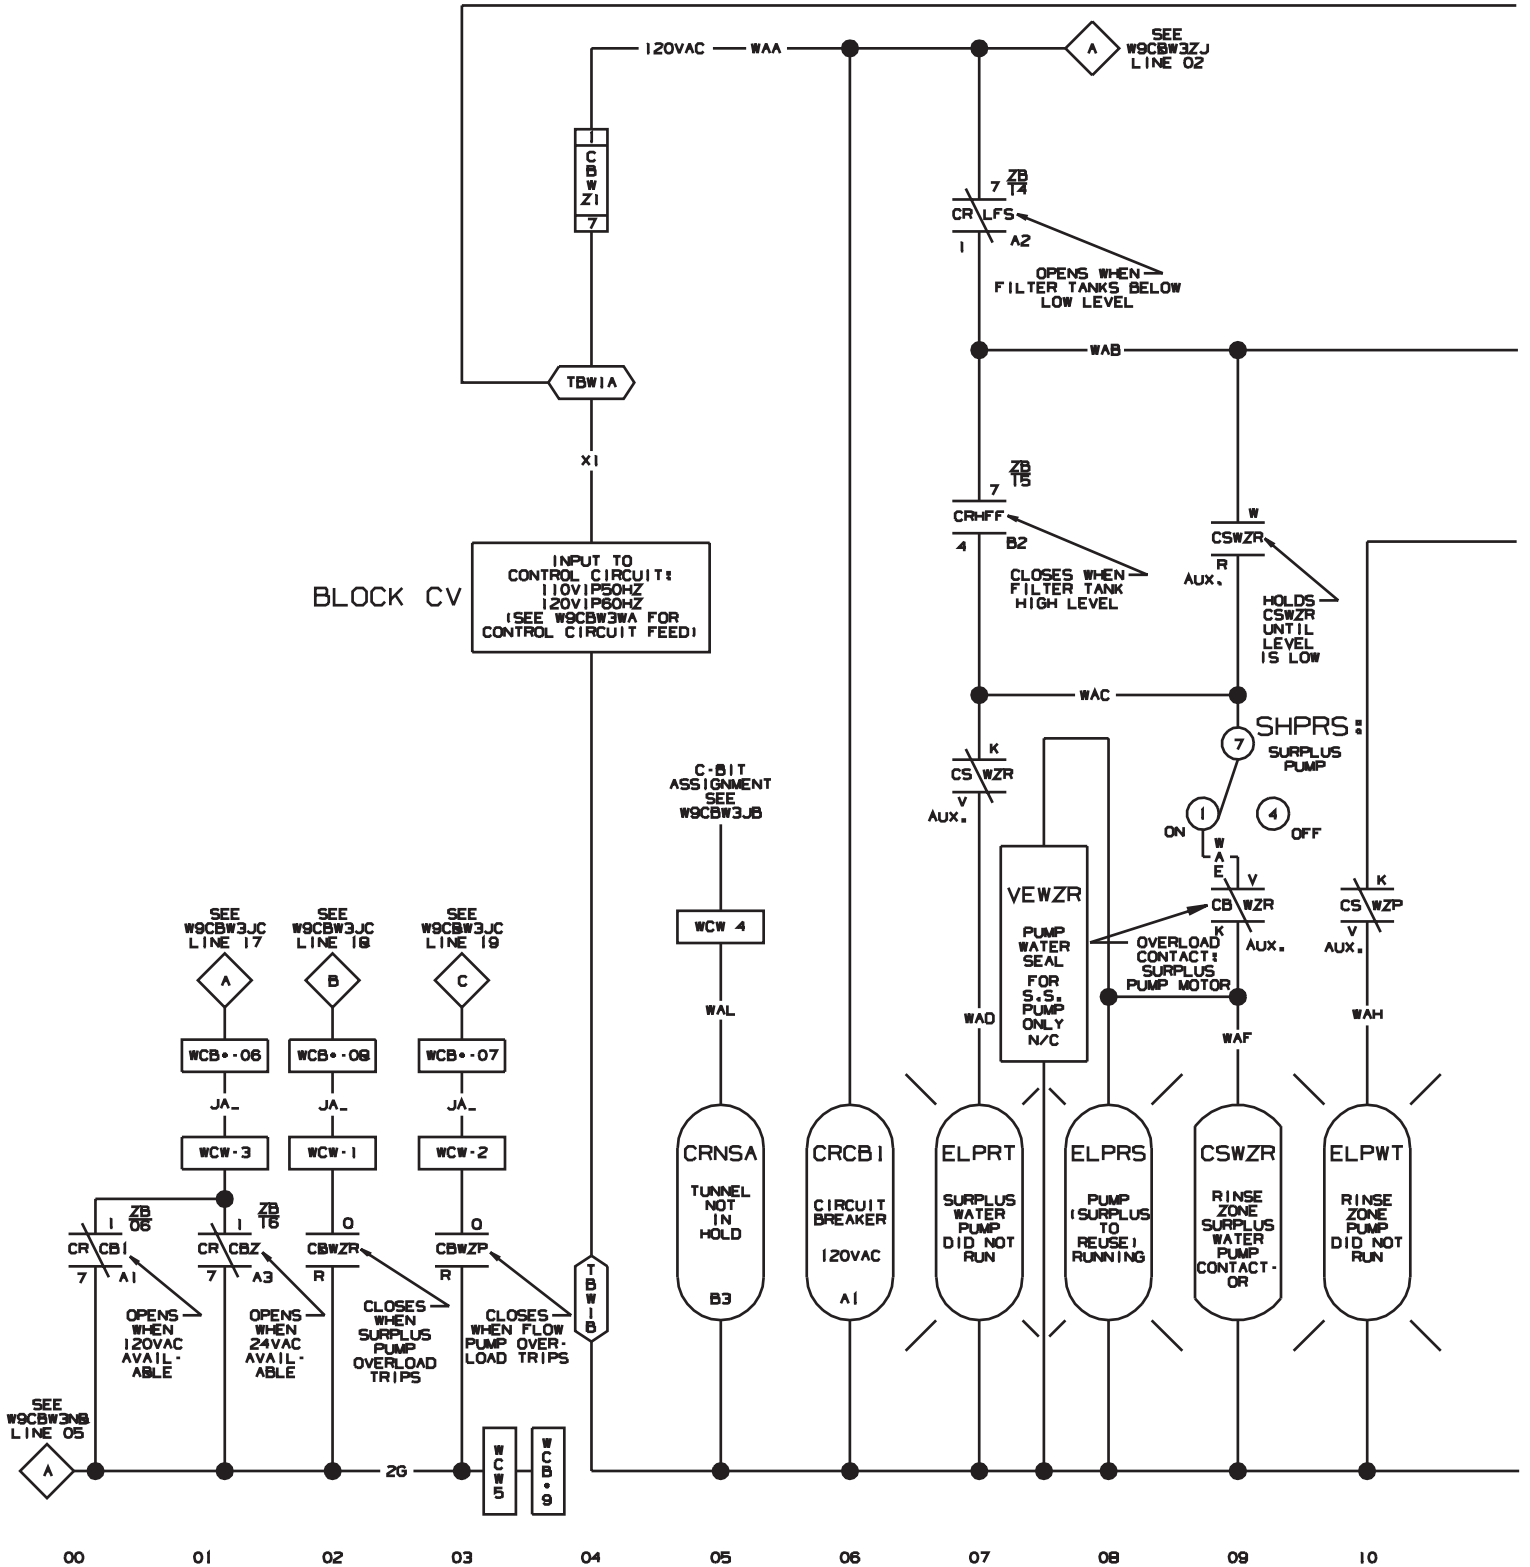 120VAC
WAA
A
SEE
W9CBW3ZJ
LINE 02
1
C
B
W
Z1
7
7
ZB
T4
CR LFS
1
A2
OPENS WHEN
FILTER TANKS BELOW
LOW LEVEL
WAB
TBW1A
X1
BLOCK CV
INPUT TO
CONTROL CIRCUIT:
110V1P50HZ
120V1P60HZ
(SEE W9CBW3WA FOR
CONTROL CIRCUIT FEED)
7
ZB
T5
CRHFF
4
B2
CLOSES WHEN
FILTER TANK
HIGH LEVEL
W
CSWZR
R
AUX.
HOLDS
CSWZR
UNTIL
LEVEL
IS LOW
WAC
SHPRS:
7
SURPLUS
PUMP
1
4
ON
OFF
W
A
E
K
CS WZR
V
AUX.
C-BIT
ASSIGNMENT
SEE
W9CBW3JB
WCW 4
WAL
VEWZR
PUMP
WATER
SEAL
FOR
S.S.
PUMP
ONLY
N/C
V
CB WZR
K
AUX.
OVERLOAD
CONTACT:
SURPLUS
PUMP MOTOR
K
CS WZP
V
AUX.
WAD
WAF
WAH
SEE
W9CBW3JC
LINE 17
A
WCB•-06
JA_
WCW-3
SEE
W9CBW3JC
LINE 18
B
WCB•-08
JA_
WCW-1
SEE
W9CBW3JC
LINE 19
C
WCB•-07
JA_
WCW-2
1
ZB
06
CR CB1
7
A1
OPENS
WHEN
120VAC
AVAIL-
ABLE
1
ZB
16
CR CBZ
7
A3
OPENS
WHEN
24VAC
AVAIL-
ABLE
O
CBWZR
R
CLOSES
WHEN
SURPLUS
PUMP
OVERLOAD
TRIPS
O
CBWZP
R
CLOSES
WHEN FLOW
PUMP OVER-
LOAD TRIPS
T
B
W
1
B
CRNSA
TUNNEL
NOT
IN
HOLD
B3
CRCB1
CIRCUIT
BREAKER
120VAC
A1
ELPRT
SURPLUS
WATER
PUMP
DID NOT
RUN
ELPRS
PUMP
(SURPLUS
TO
REUSE)
RUNNING
CSWZR
RINSE
ZONE
SURPLUS
WATER
PUMP
CONTACT-
OR
ELPWT
RINSE
ZONE
PUMP
DID NOT
RUN
SEE
W9CBW3NB
LINE 05
A
2G
W
C
W
5
W
C
B
•
9
00 01 02 03 04 05 06 07 08 09 10